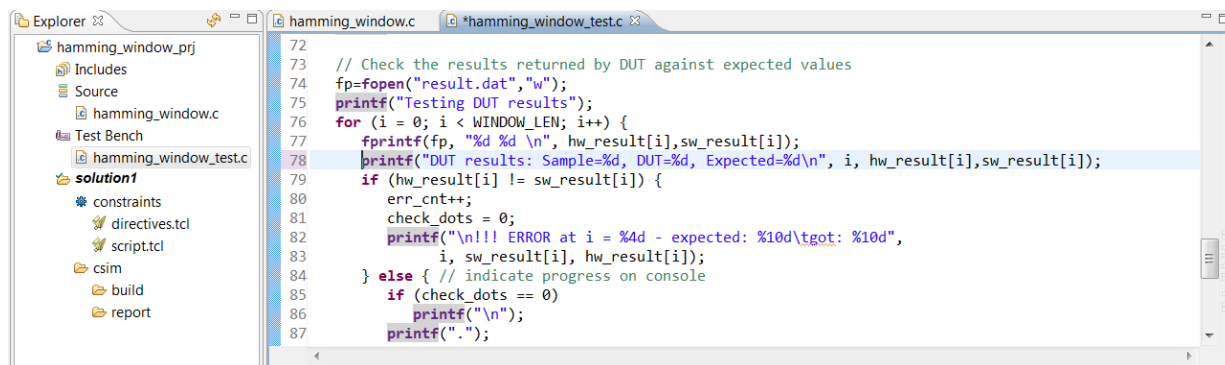 Explorer
hamming_window_prj
Includes
Source
hamming_window.c
Test Bench
hamming_window_test.c
solution1
constraints
directives.tcl
script.tcl
csim
build
report
hamming_window.c
*hamming_window_test.c
72
73 // Check the results returned by DUT against expected values
74 fp=fopen("result.dat","w");
75 printf("Testing DUT results");
76 for (i = 0; i < WINDOW_LEN; i++) {
77 fprintf(fp, "%d %d \n", hw_result[i],sw_result[i]);
78 printf("DUT results: Sample=%d, DUT=%d, Expected=%d\n", i, hw_result[i],sw_result[i]);
79 if (hw_result[i] != sw_result[i]) {
80 err_cnt++;
81 check_dots = 0;
82 printf("\n!!! ERROR at i = %4d - expected: %10d\tgot: %10d",
83 i, sw_result[i], hw_result[i]);
84 } else { // indicate progress on console
85 if (check_dots == 0)
86 printf("\n");
87 printf(".");